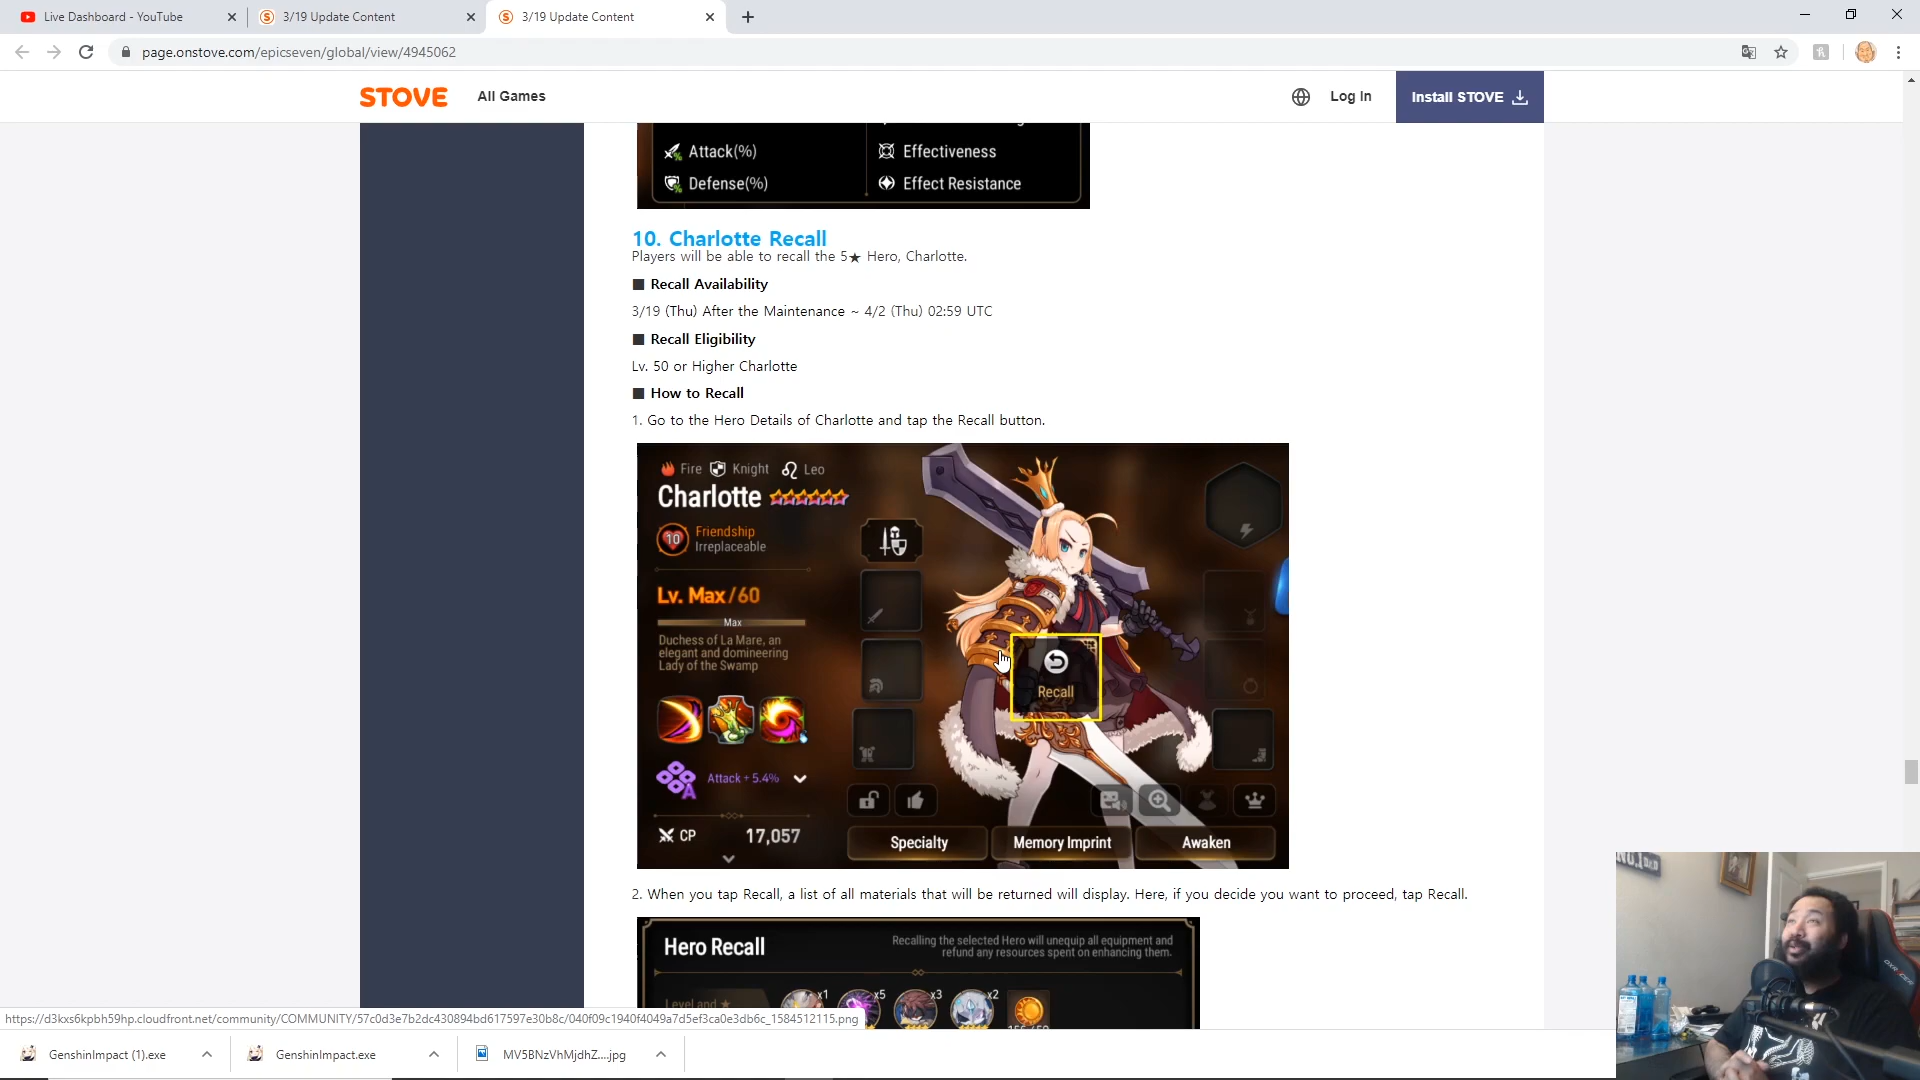 Live Dashboard - YouTube
3/19 Update Content
3/19 Update Content
page.onstove.com/epicseven/global/view/4945062
STOVE
All Games
Log In
Install STOVE
Attack(%)
Effectiveness
Defense(%)
Effect Resistance
10. Charlotte Recall
Players will be able to recall the 5★ Hero, Charlotte.
■ Recall Availability
3/19 (Thu) After the Maintenance ~ 4/2 (Thu) 02:59 UTC
■ Recall Eligibility
Lv. 50 or Higher Charlotte
■ How to Recall
1. Go to the Hero Details of Charlotte and tap the Recall button.
Fire Knight Leo
Charlotte
10
Friendship
Irreplaceable
Lv. Max/60
Max
Duchess of La Mare, an
elegant and domineering
Lady of the Swamp
Recall
A
Attack + 5.4%
CP 17,057
Specialty
Memory Imprint
Awaken
2. When you tap Recall, a list of all materials that will be returned will display. Here, if you decide you want to proceed, tap Recall.
Hero Recall
Recalling the selected Hero will unequip all equipment and
refund any resources spent on enhancing them.
Level and ★
x1
x5
x3
x2
https://d3kxs6kpbh59hp.cloudfront.net/community/COMMUNITY/57c0d3e7b2dc430894bd617597e30b8c/040f09c1940f4049a7d5ef3ca0e3db6c_1584512115.png
GenshinImpact (1).exe
GenshinImpact.exe
MV5BNzVhMjdhZ....jpg